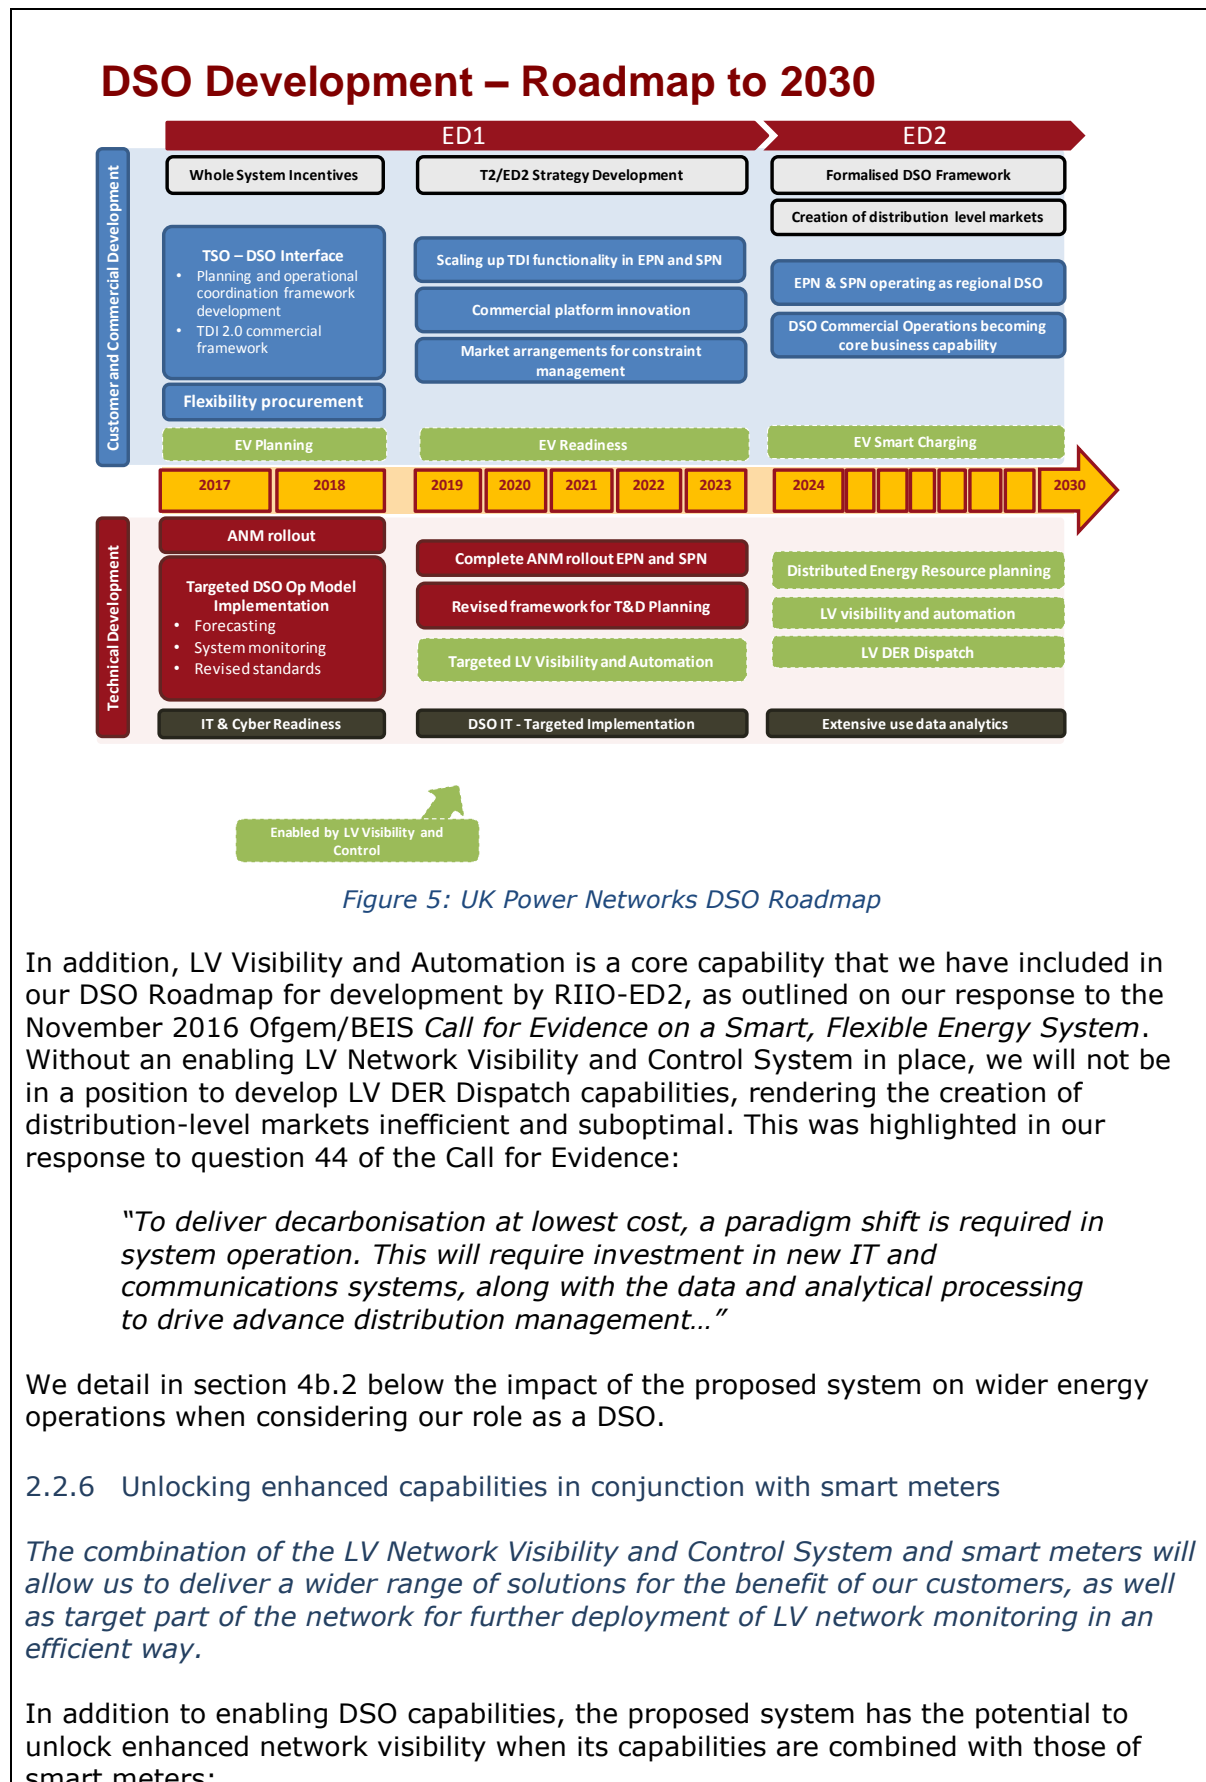 DSO Development – Roadmap to 2030
ED1
ED2
Customer and Commercial Development
Whole System Incentives
T2/ED2 Strategy Development
Formalised DSO Framework
Creation of distribution level markets
TSO – DSO Interface
• Planning and operational
coordination framework
development
• TDI 2.0 commercial
framework
Flexibility procurement
Scaling up TDI functionality in EPN and SPN
Commercial platform innovation
Market arrangements for constraint
management
EPN & SPN operating as regional DSO
DSO Commercial Operations becoming
core business capability
EV Planning
EV Readiness
EV Smart Charging
2017
2018
2019
2020
2021
2022
2023
2024
2030
Technical Development
ANM rollout
Targeted DSO Op Model
Implementation
• Forecasting
• System monitoring
• Revised standards
Complete ANM rollout EPN and SPN
Revised framework for T&D Planning
Targeted LV Visibility and Automation
Distributed Energy Resource planning
LV visibility and automation
LV DER Dispatch
IT & Cyber Readiness
DSO IT - Targeted Implementation
Extensive use data analytics
Enabled by LV Visibility and
Control
Figure 5: UK Power Networks DSO Roadmap
In addition, LV Visibility and Automation is a core capability that we have included in
our DSO Roadmap for development by RIIO-ED2, as outlined on our response to the
November 2016 Ofgem/BEIS Call for Evidence on a Smart, Flexible Energy System.
Without an enabling LV Network Visibility and Control System in place, we will not be
in a position to develop LV DER Dispatch capabilities, rendering the creation of
distribution-level markets inefficient and suboptimal. This was highlighted in our
response to question 44 of the Call for Evidence:
“To deliver decarbonisation at lowest cost, a paradigm shift is required in
system operation. This will require investment in new IT and
communications systems, along with the data and analytical processing
to drive advance distribution management…”
We detail in section 4b.2 below the impact of the proposed system on wider energy
operations when considering our role as a DSO.
2.2.6 Unlocking enhanced capabilities in conjunction with smart meters
The combination of the LV Network Visibility and Control System and smart meters will
allow us to deliver a wider range of solutions for the benefit of our customers, as well
as target part of the network for further deployment of LV network monitoring in an
efficient way.
In addition to enabling DSO capabilities, the proposed system has the potential to
unlock enhanced network visibility when its capabilities are combined with those of
smart meters: